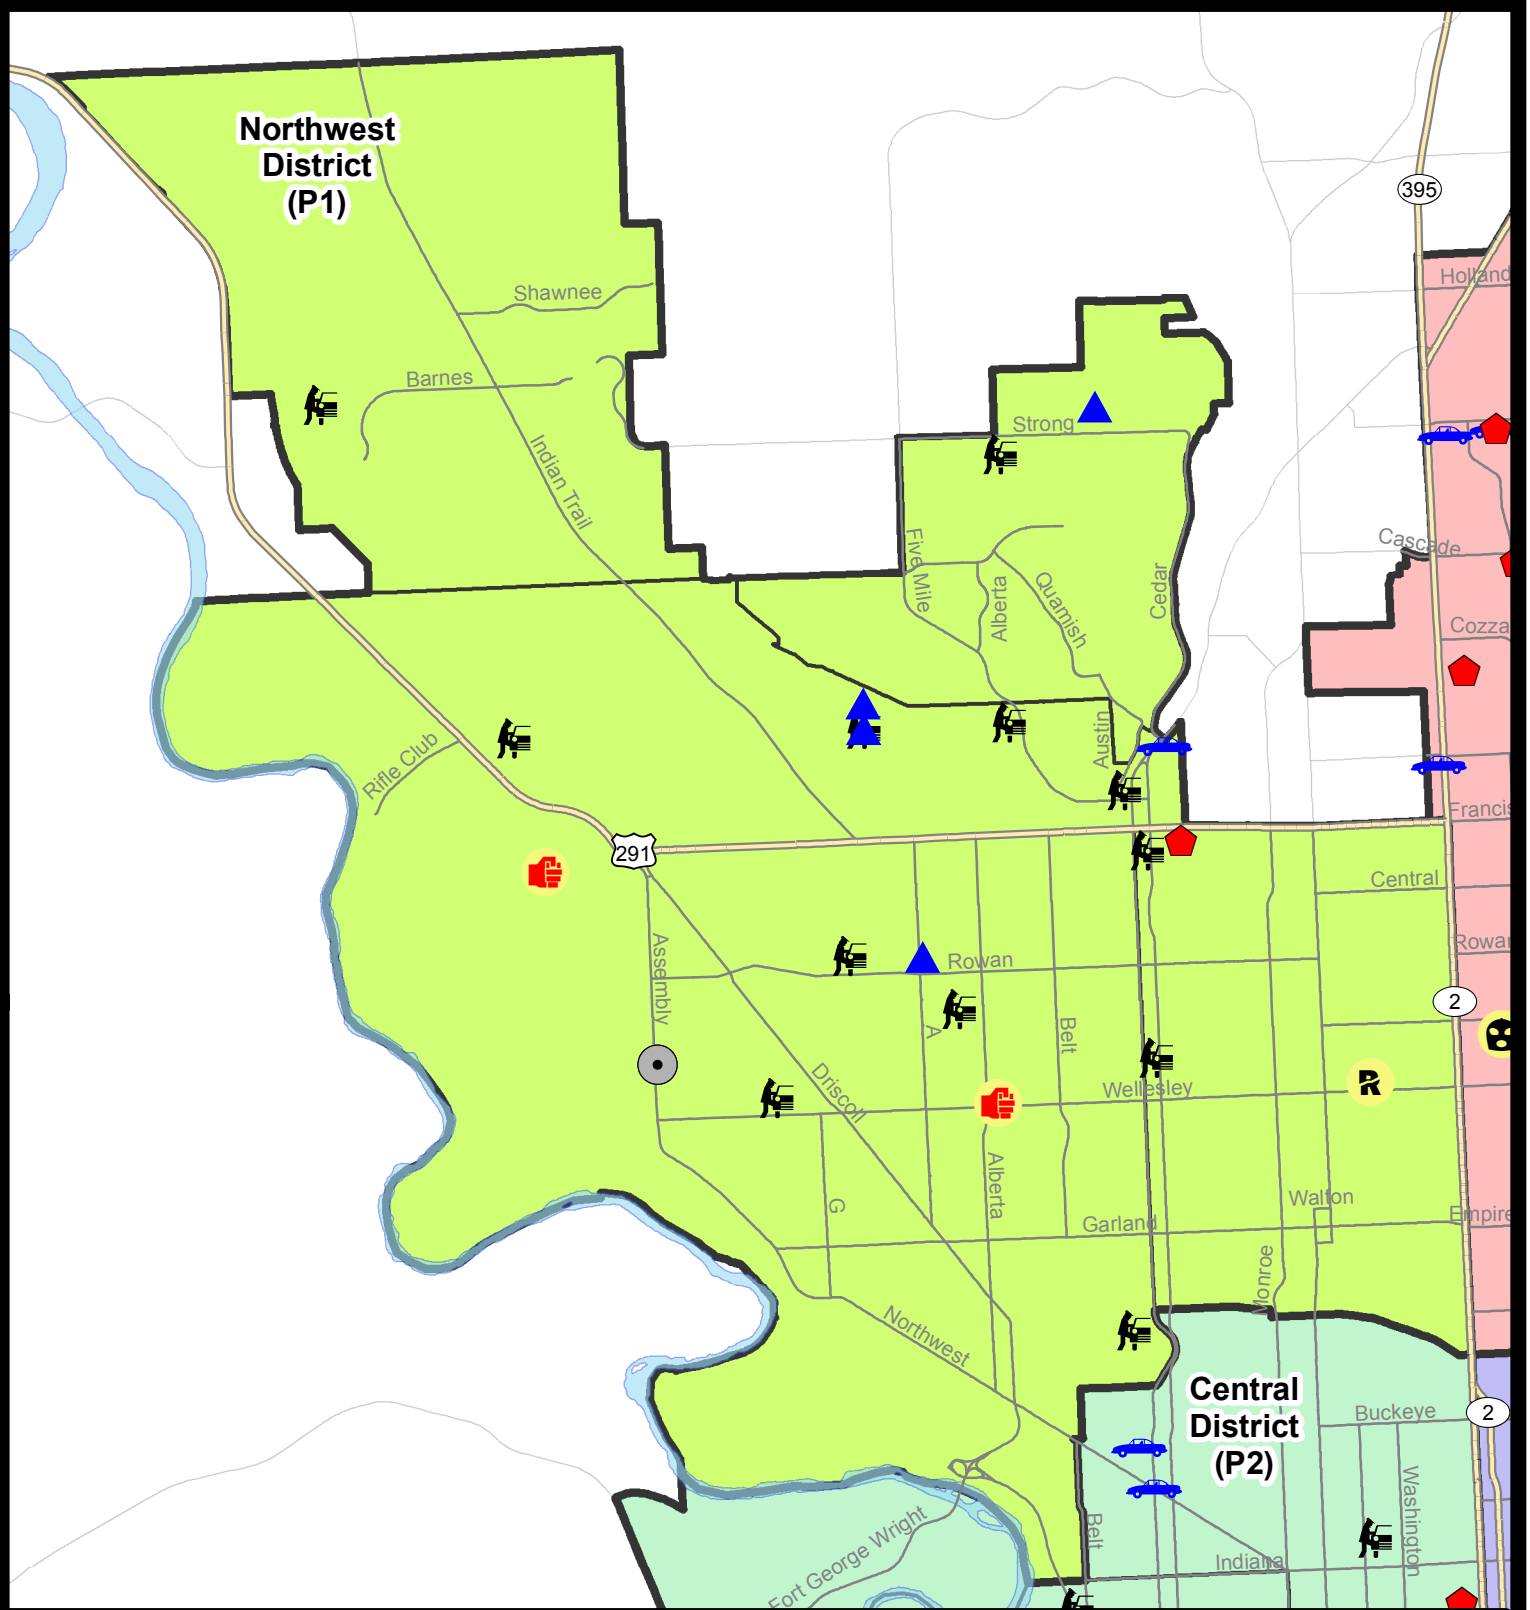 Northwest
District
(P1)
395
Holland
Shawnee
Barnes
Strong
Indian Trail
Five Mile
Alberta
Quamish
Cedar
Cascade
Cozza
Rifle Club
Austin
Francis
291
Central
Assembly
Rowan
Rowan
A
Belt
2
Driscoll
Wellesley
R
Alberta
G
Walton
Garland
Empire
Monroe
Northwest
Central
District
(P2)
Buckeye
2
Washington
Belt
Fort George Wright
Indiana